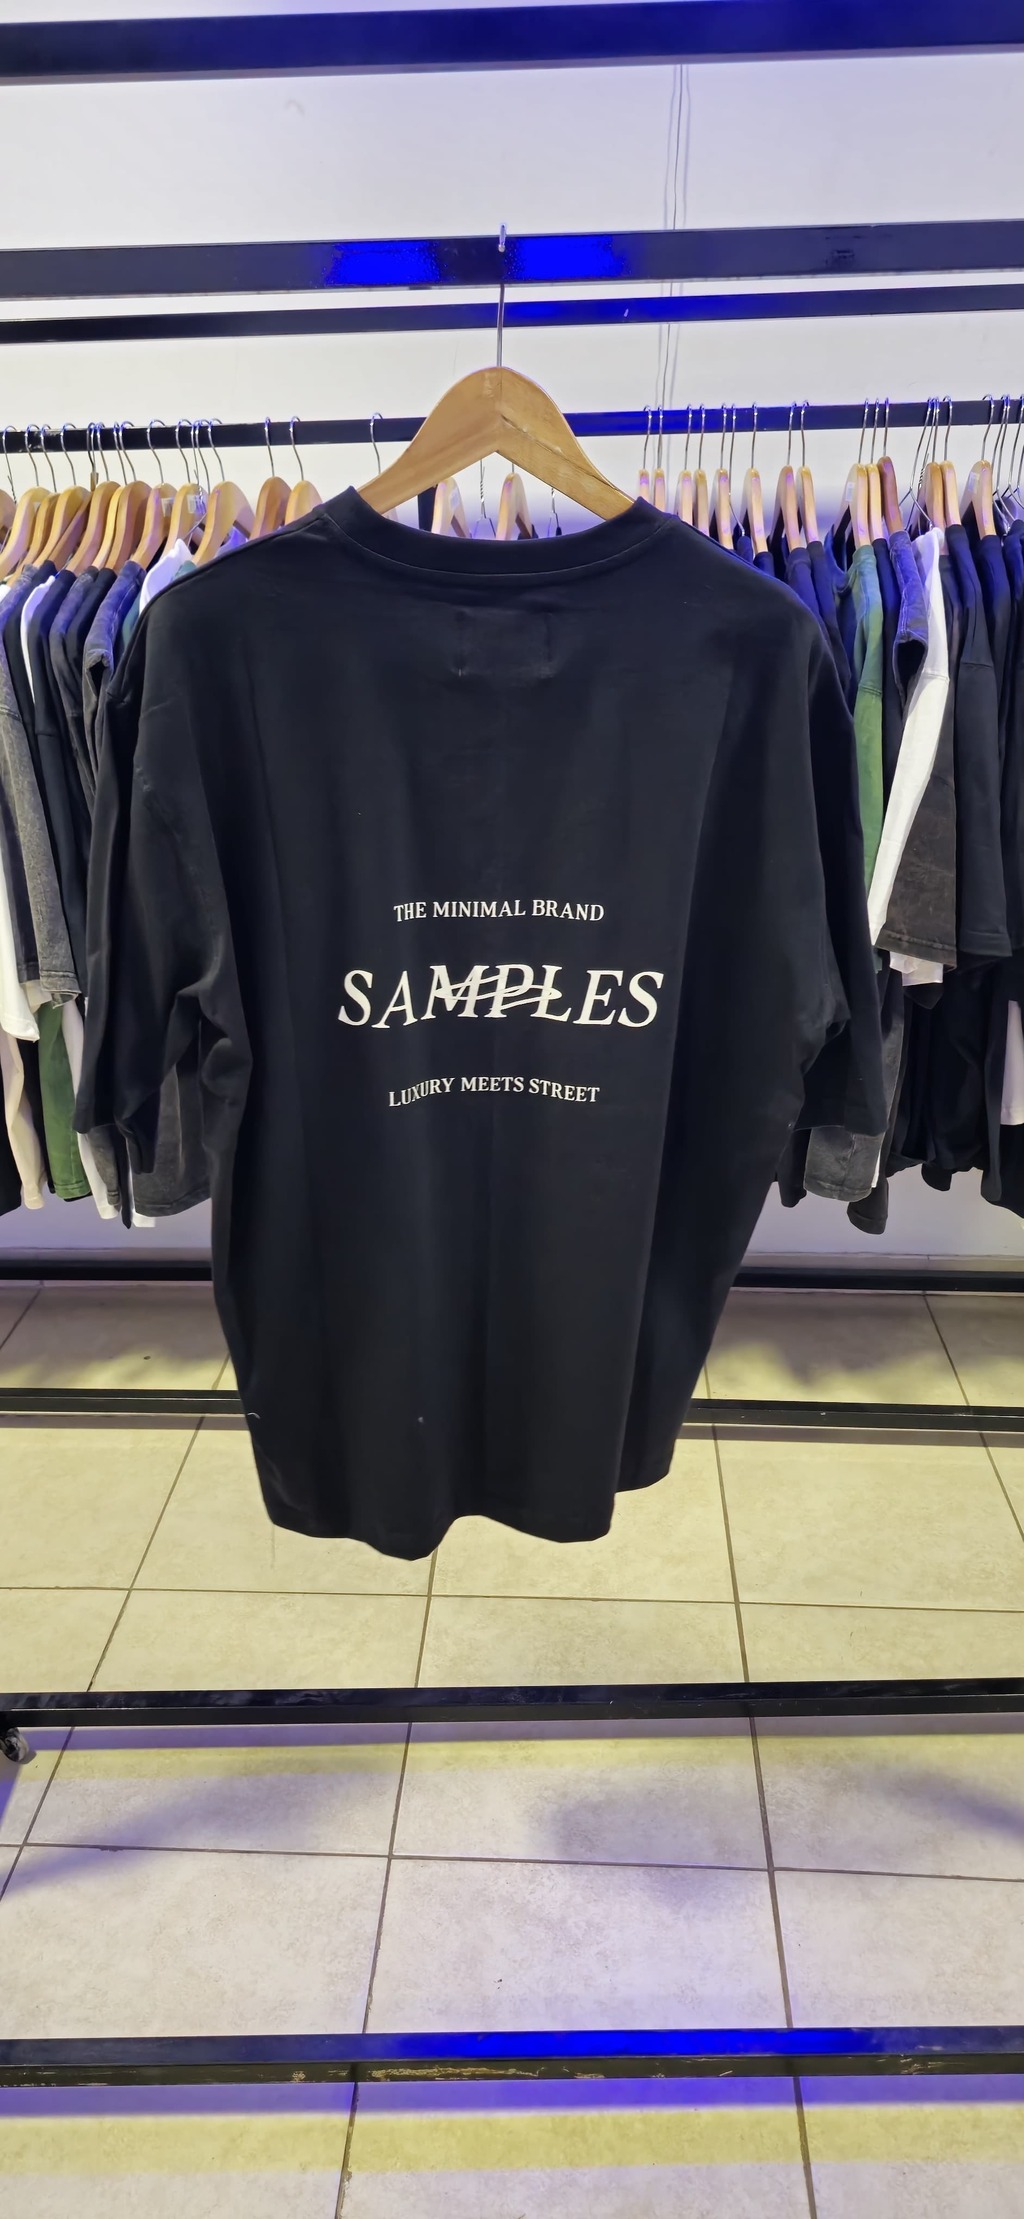 THE MINIMAL BRAND
SAMPLES
LUXURY MEETS STREET